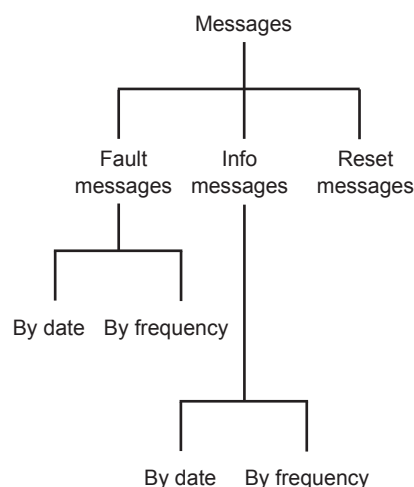 Messages
Fault
messages
Info
messages
Reset
messages
By date
By frequency
By date
By frequency